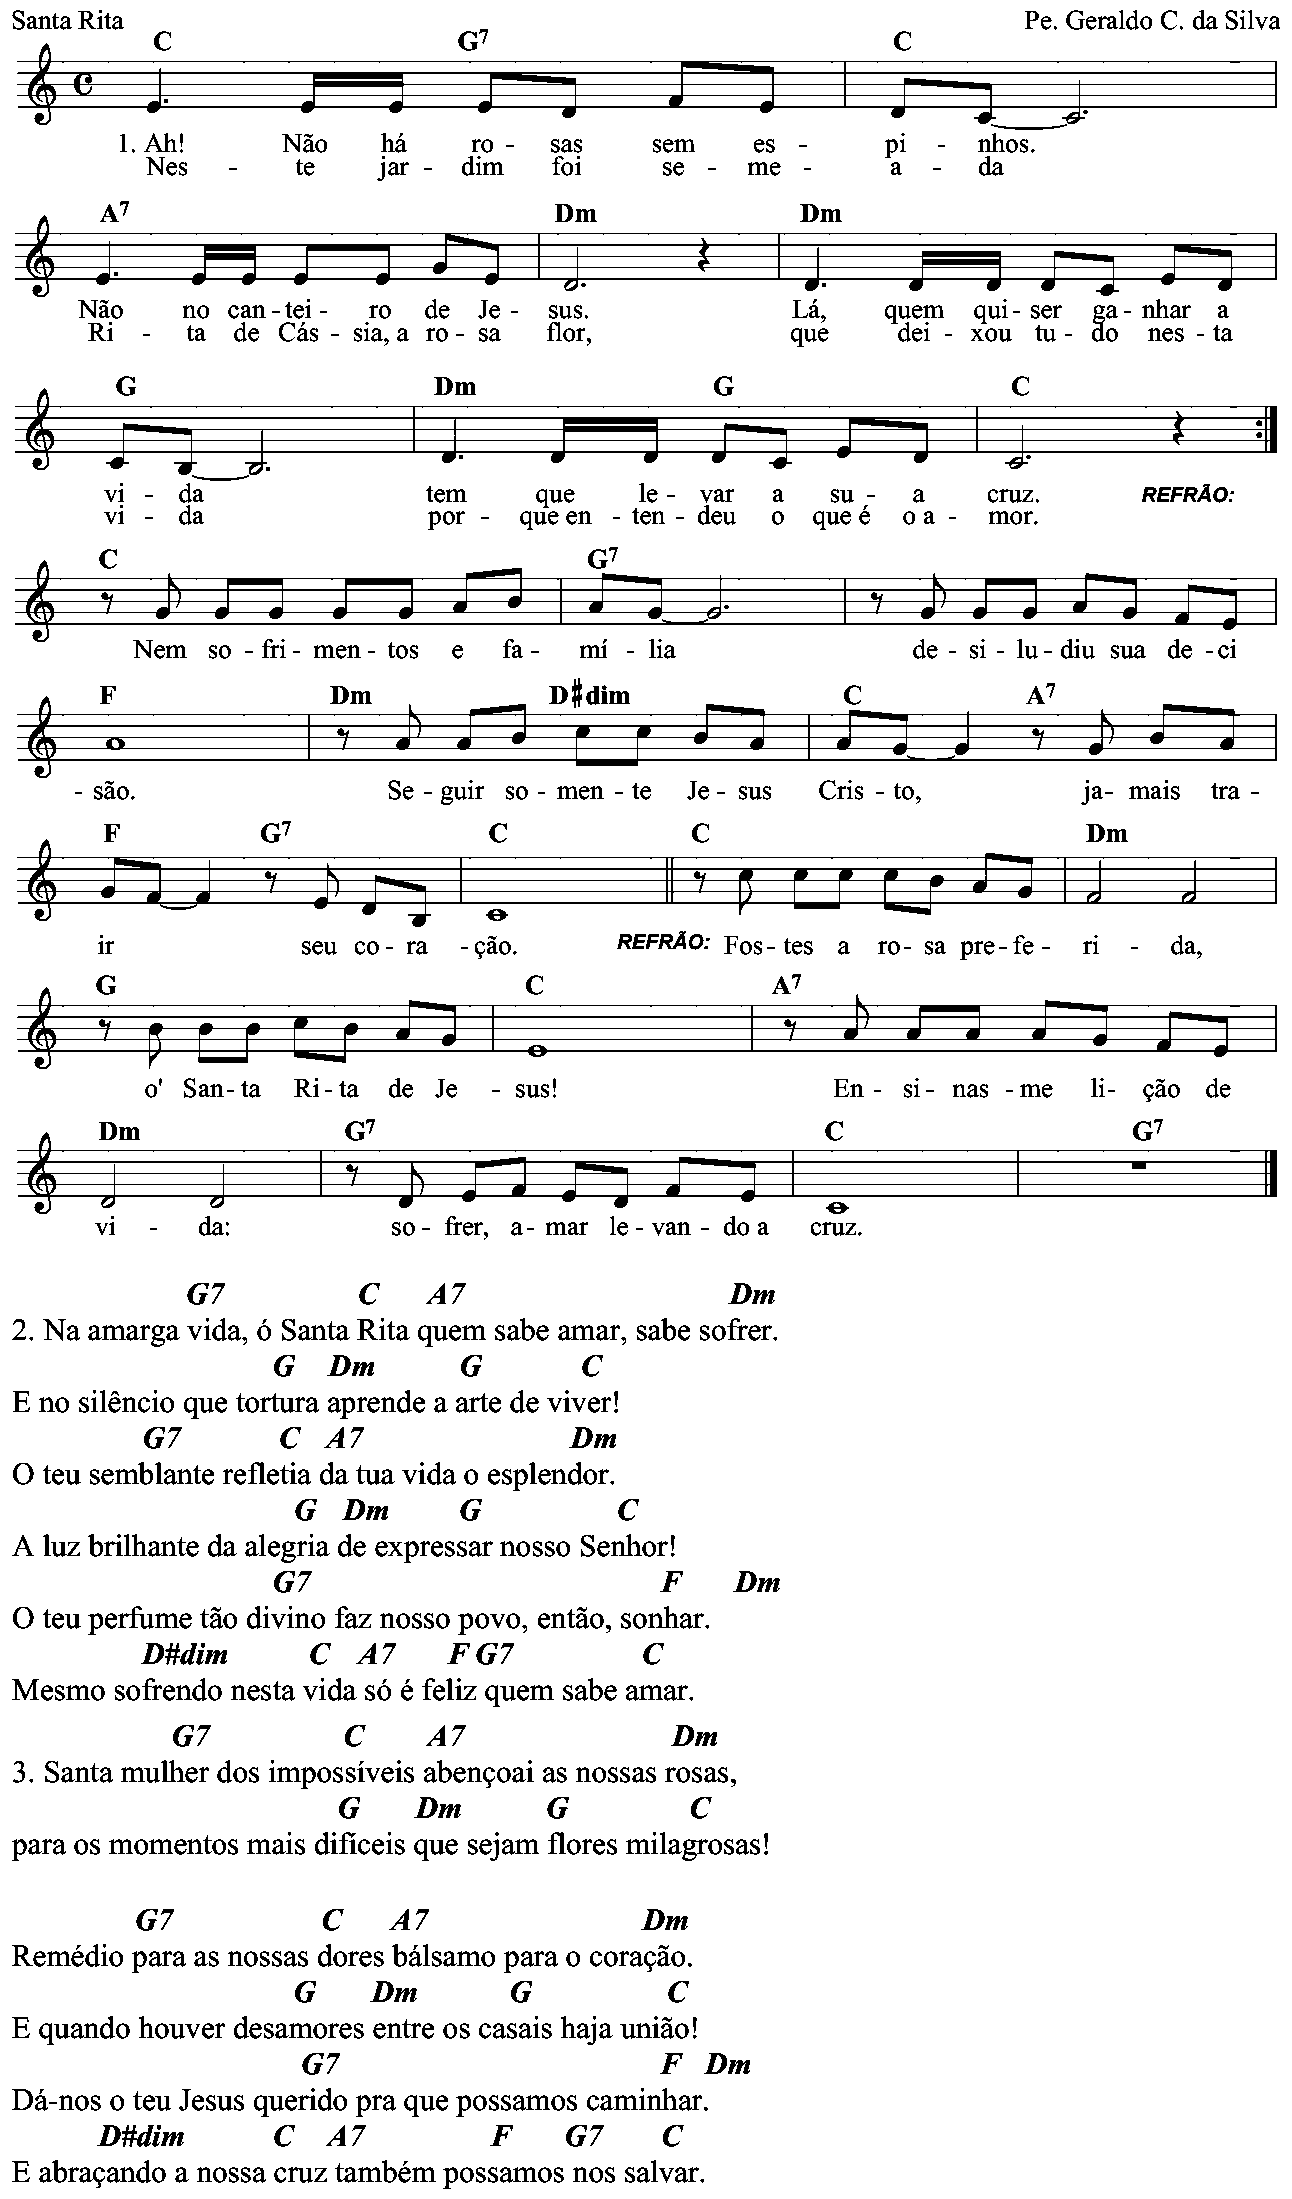 Santa Rita Pe. Geraldo C. da Silva
C G7 C
1. Ah! Não há ro - sas sem es - pi - nhos.
Nes - te jar - dim foi se - me - a - da
A7 Dm Dm
Não no can - tei - ro de Je - sus. Lá, quem qui - ser ga - nhar a
Ri - ta de Cás - sia, a ro - sa flor, que dei - xou tu - do nes - ta
G Dm G C
vi - da tem que le - var a su - a cruz. REFRÃO:
vi - da por - que en - ten - deu o que é o a - mor.
C G7
Nem so - fri - men - tos e fa - mí - lia de - si - lu - diu sua de - ci
F Dm D#dim C A7
- são. Se - guir so - men - te Je - sus Cris - to, ja - mais tra -
F G7 C C Dm
ir seu co - ra - ção. REFRÃO: Fos - tes a ro - sa pre - fe - ri - da,
G C A7
o' San - ta Ri - ta de Je - sus! En - si - nas - me li - ção de
Dm G7 C G7
vi - da: so - frer, a - mar le - van - do a cruz.
G7 C A7 Dm
2. Na amarga vida, ó Santa Rita quem sabe amar, sabe sofrer.
G Dm G C
E no silêncio que tortura aprende a arte de viver!
G7 C A7 Dm
O teu semblante refletia da tua vida o esplendor.
G Dm G C
A luz brilhante da alegria de expressar nosso Senhor!
G7 F Dm
O teu perfume tão divino faz nosso povo, então, sonhar.
D#dim C A7 F G7 C
Mesmo sofrendo nesta vida só é feliz quem sabe amar.
G7 C A7 Dm
3. Santa mulher dos impossíveis abençoai as nossas rosas,
G Dm G C
para os momentos mais difíceis que sejam flores milagrosas!
G7 C A7 Dm
Remédio para as nossas dores bálsamo para o coração.
G Dm G C
E quando houver desamores entre os casais haja união!
G7 F Dm
Dá-nos o teu Jesus querido pra que possamos caminhar.
D#dim C A7 F G7 C
E abraçando a nossa cruz também possamos nos salvar.